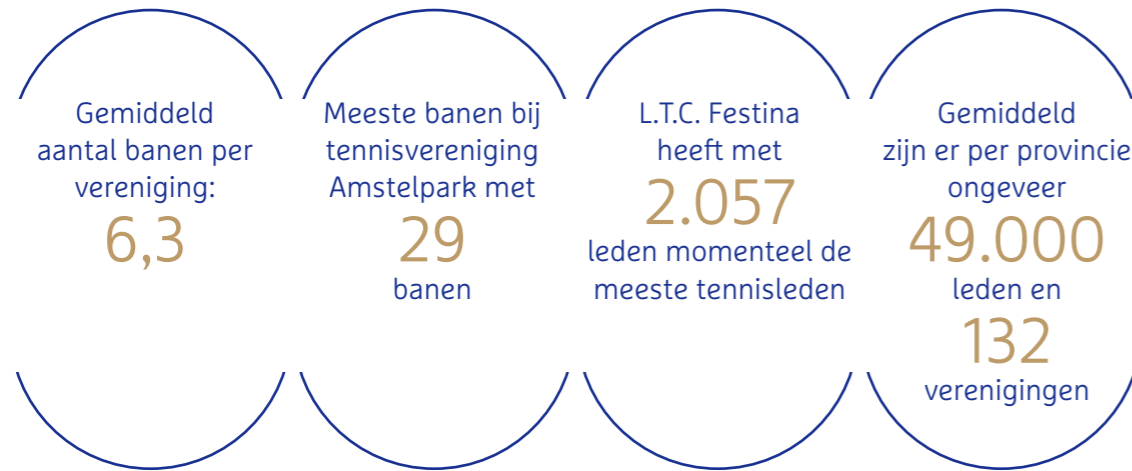 Gemiddeld
aantal banen per
vereniging:
6,3
Meeste banen bij
tennisvereniging
Amstelpark met
29
banen
L.T.C. Festina
heeft met
2.057
leden momenteel de
meeste tennisleden
Gemiddeld
zijn er per provincie
ongeveer
49.000
leden en
132
verenigingen